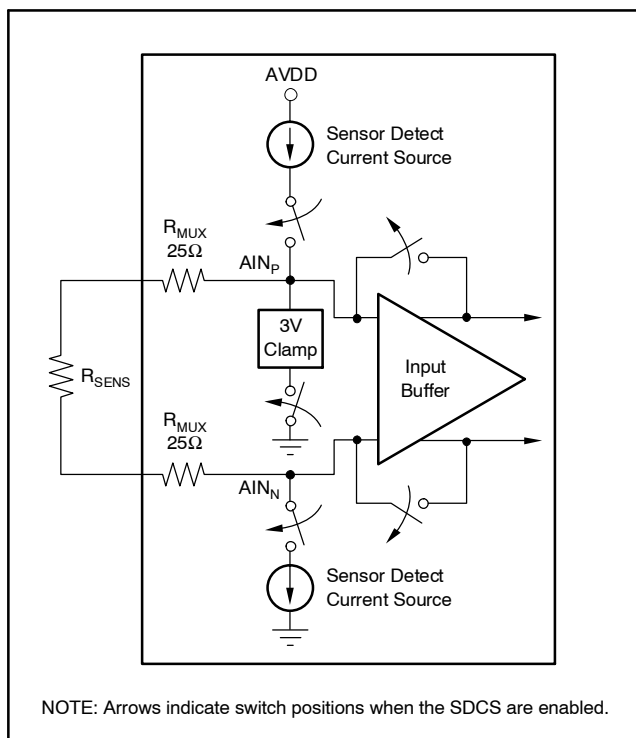 AVDD
Sensor Detect
Current Source
R_MUX
25Ω
AIN_P
3V
Clamp
Input
Buffer
R_SENS
R_MUX
25Ω
AIN_N
Sensor Detect
Current Source
NOTE: Arrows indicate switch positions when the SDCS are enabled.